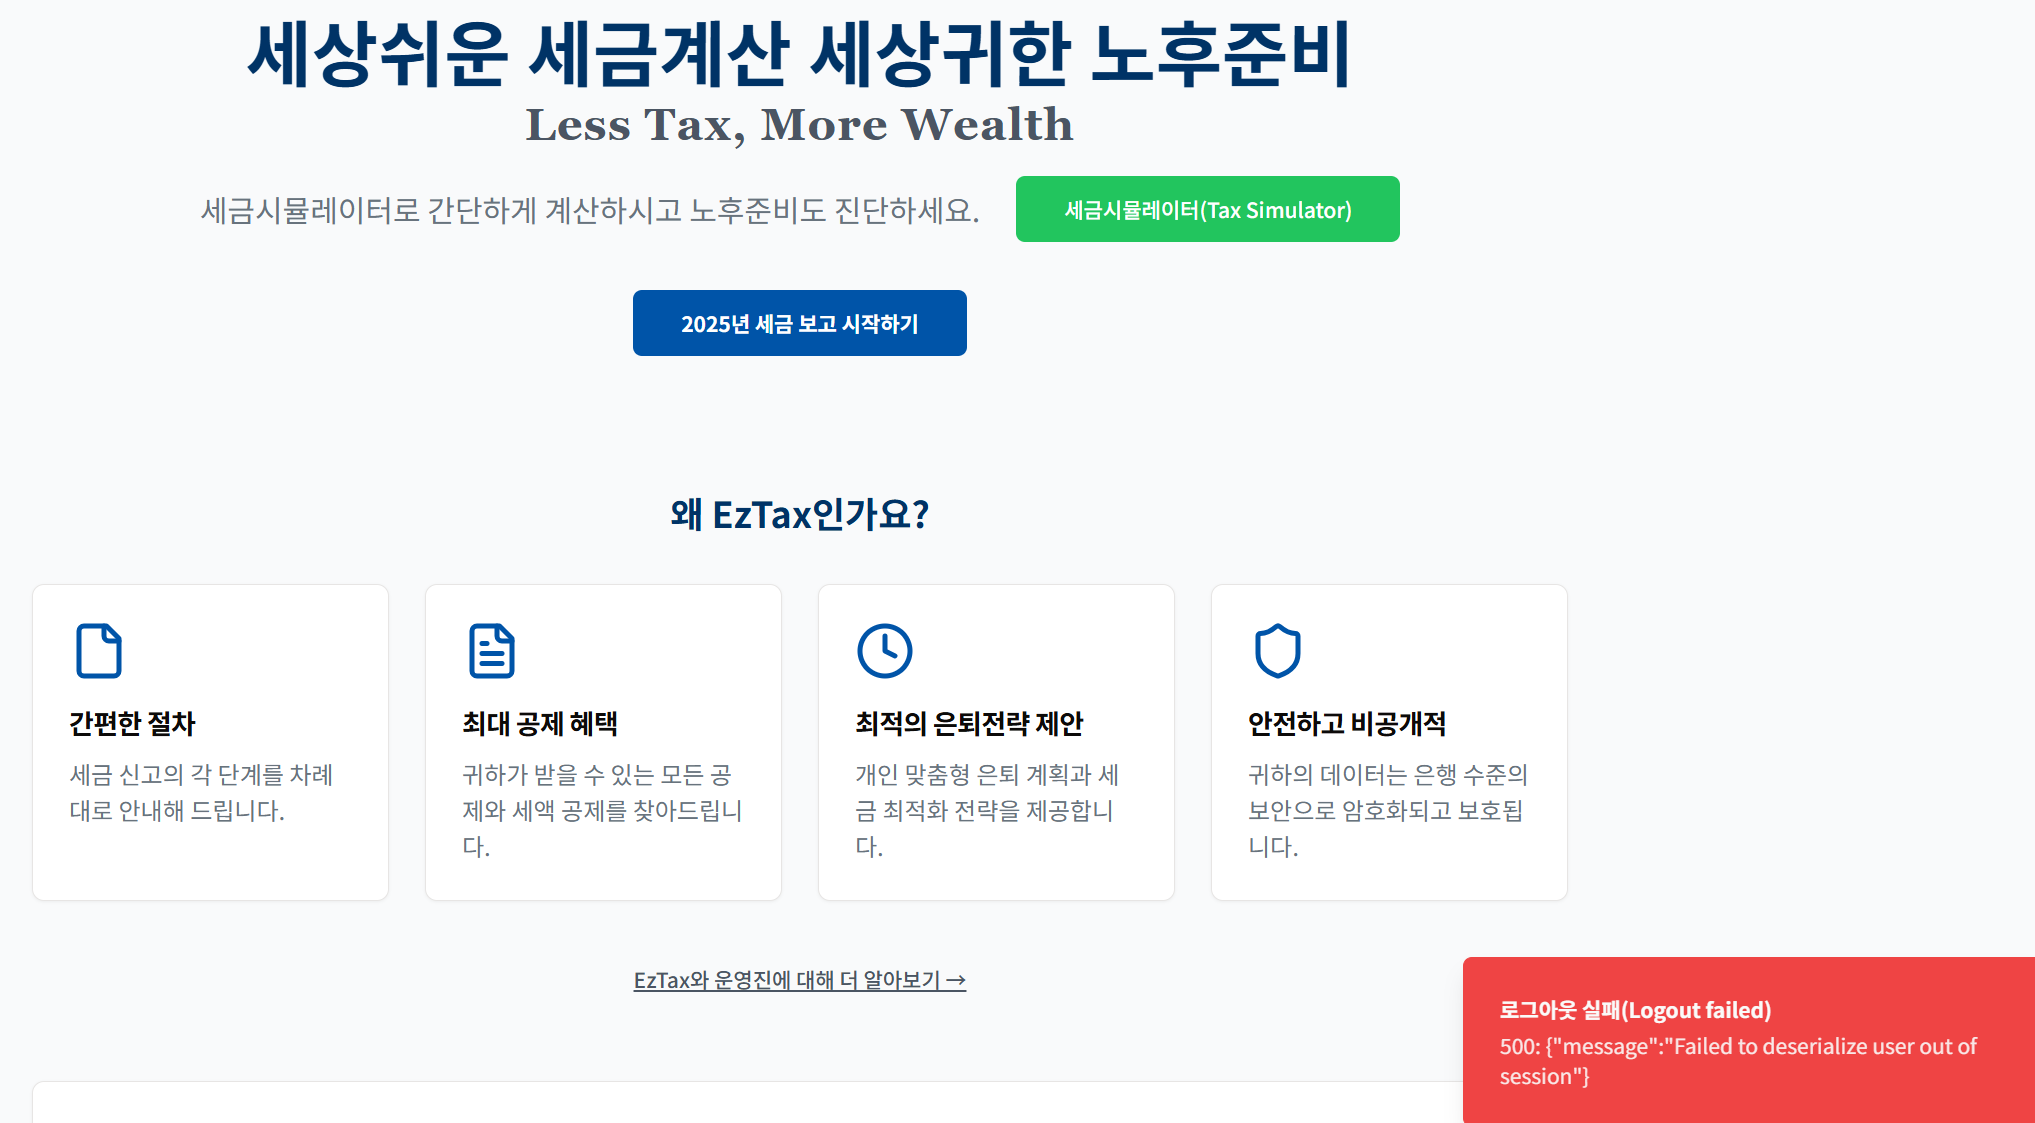 세상쉬운 세금계산 세상귀한 노후준비
Less Tax, More Wealth
세금시뮬레이터로 간단하게 계산하시고 노후준비도 진단하세요.
세금시뮬레이터(Tax Simulator)
2025년 세금 보고 시작하기
왜 EzTax인가요?
간편한 절차
세금 신고의 각 단계를 차례
대로 안내해 드립니다.
최대 공제 혜택
귀하가 받을 수 있는 모든 공
제와 세액 공제를 찾아드립니
다.
최적의 은퇴전략 제안
개인 맞춤형 은퇴 계획과 세
금 최적화 전략을 제공합니
다.
안전하고 비공개적
귀하의 데이터는 은행 수준의
보안으로 암호화되고 보호됩
니다.
EzTax와 운영진에 대해 더 알아보기 →
로그아웃 실패(Logout failed)
500: {"message":"Failed to deserialize user out of
session"}